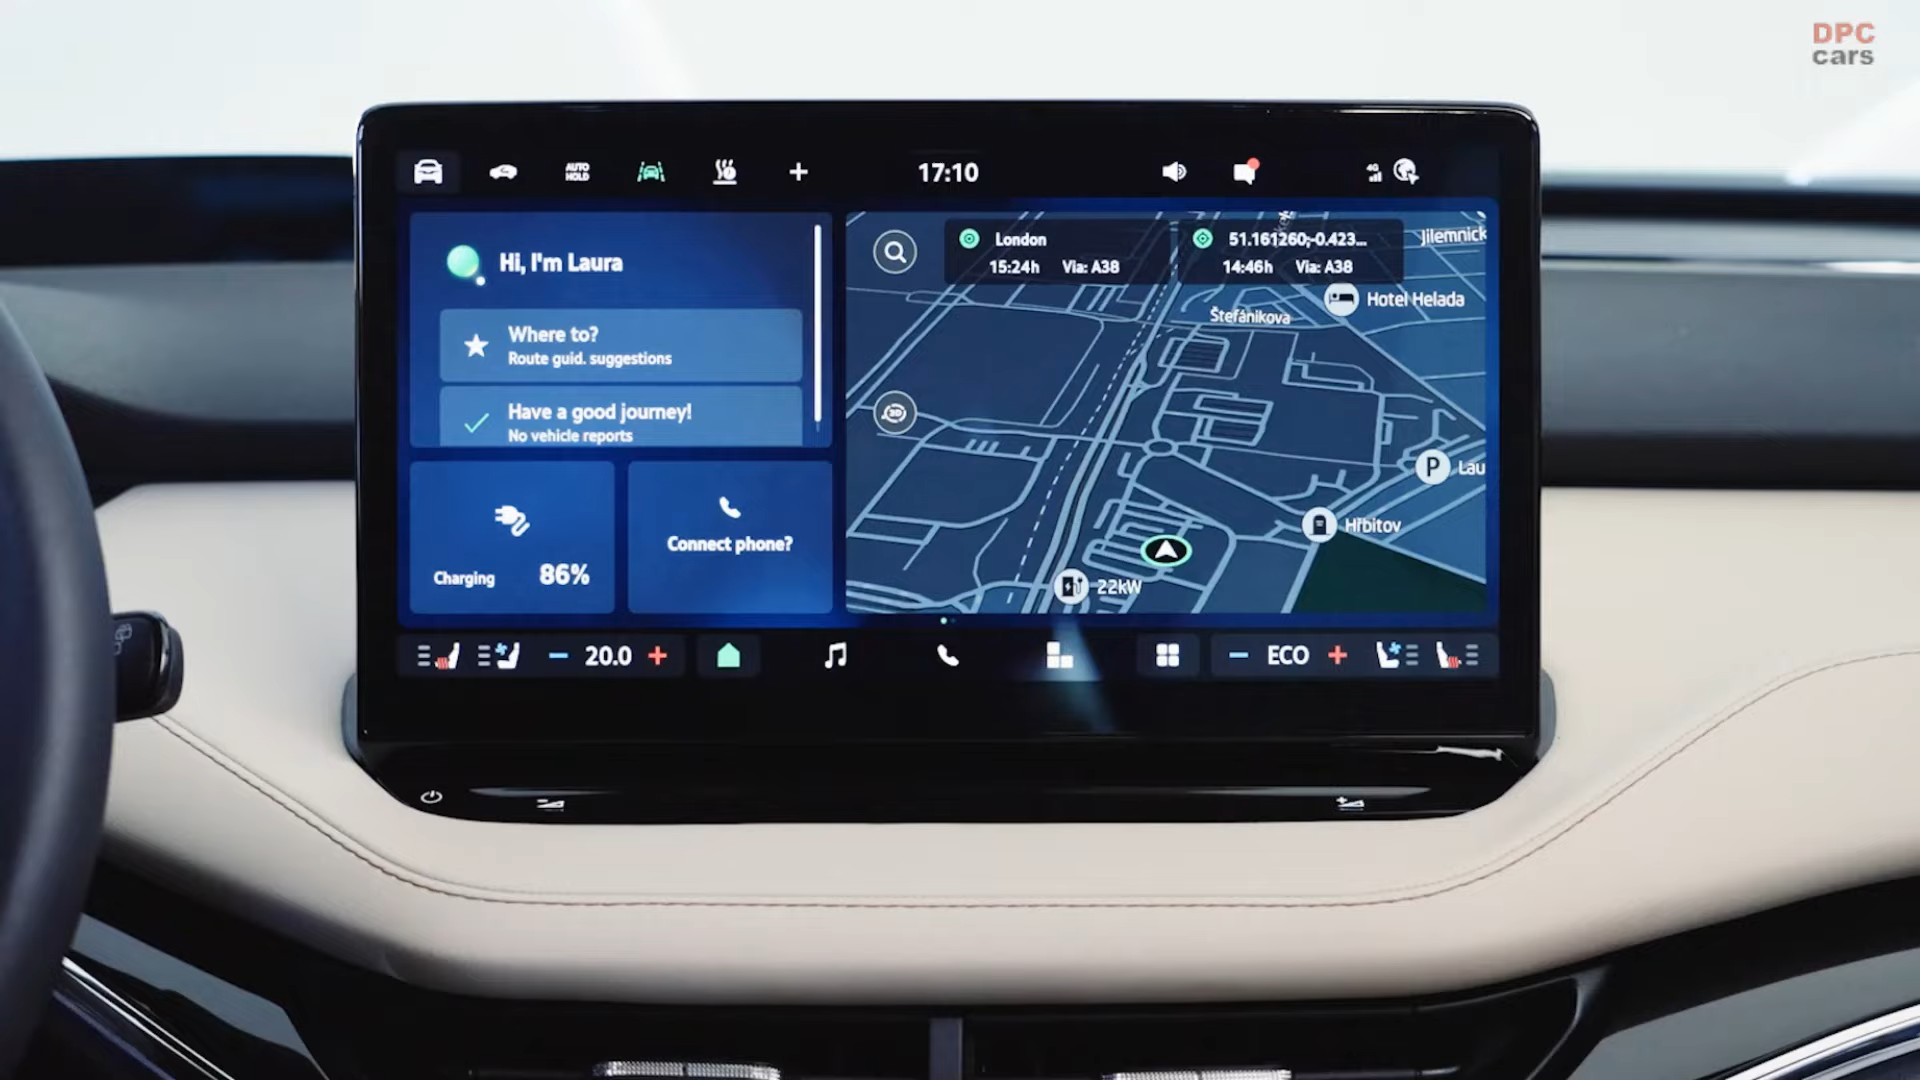 DPC
cars
AUTO
HOLD
17:10
4G
Hi, I'm Laura
Where to?
Route guid. suggestions
Have a good journey!
No vehicle reports
Charging
86%
Connect phone?
London
15:24h Via: A38
51.161260;-0.423...
14:46h Via: A38
Jilemnick
Hotel Helada
Štefánikova
3D
P Lau
Hřbitov
22kW
20.0
ECO